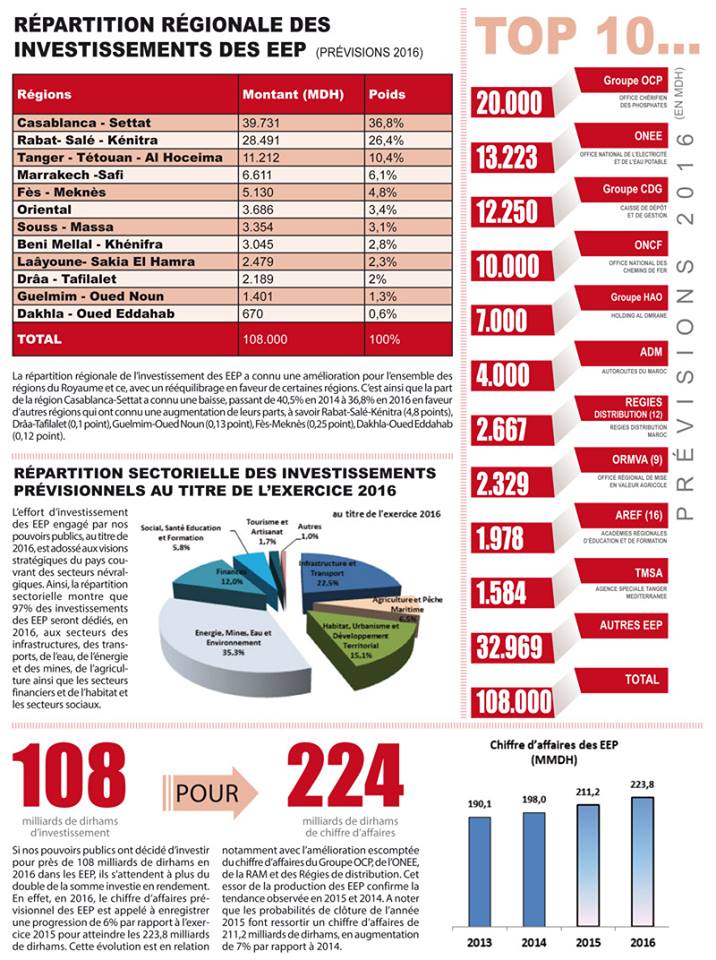 RÉPARTITION RÉGIONALE DES
INVESTISSEMENTS DES EEP (PRÉVISIONS 2016)
Régions Montant (MDH) Poids
Casablanca - Settat 39.731 36,8%
Rabat- Salé - Kénitra 28.491 26,4%
Tanger - Tétouan - Al Hoceima 11.212 10,4%
Marrakech -Safi 6.611 6,1%
Fès - Meknès 5.130 4,8%
Oriental 3.686 3,4%
Souss - Massa 3.354 3,1%
Beni Mellal - Khénifra 3.045 2,8%
Laâyoune- Sakia El Hamra 2.479 2,3%
Drâa - Tafilalet 2.189 2%
Guelmim - Oued Noun 1.401 1,3%
Dakhla - Oued Eddahab 670 0,6%
TOTAL 108.000 100%
La répartition régionale de l'investissement des EEP a connu une amélioration pour l'ensemble des
régions du Royaume et ce, avec un rééquilibrage en faveur de certaines régions. C'est ainsi que la part
de la région Casablanca-Settat a connu une baisse, passant de 40,5% en 2014 à 36,8% en 2016 en faveur
d'autres régions qui ont connu une augmentation de leurs parts, à savoir Rabat-Salé-Kénitra (4,8 points),
Drâa-Tafilalet (0,1 point), Guelmim-Oued Noun (0,13 point), Fès-Meknès (0,25 point), Dakhla-Oued Eddahab
(0,12 point).
RÉPARTITION SECTORIELLE DES INVESTISSEMENTS
PRÉVISIONNELS AU TITRE DE L'EXERCICE 2016
L'effort d'investissement
des EEP engagé par nos
pouvoirs publics, au titre de
2016, est adossé aux visions
stratégiques du pays cou-
vrant des secteurs névral-
giques. Ainsi, la répartition
sectorielle montre que
97% des investissements
des EEP seront dédiés, en
2016, aux secteurs des
infrastructures, des trans-
ports, de l'eau, de l'énergie
et des mines, de l'agricul-
ture ainsi que les secteurs
financiers et de l'habitat et
les secteurs sociaux.
au titre de l'exercice 2016
Social, Santé Education
et Formation
5,8%
Tourisme et
Artisanat
1,7%
Autres
1,0%
Finances
12,0%
Infrastructure et
Transport
22,5%
Agriculture et Pêche
Maritime
6,5%
Habitat, Urbanisme et
Développement
Territorial
15,1%
Energie, Mines, Eau et
Environnement
35,3%
TOP 10...
PRÉVISIONS 2016 (EN MDH)
Groupe OCP
OFFICE CHÉRIFIEN
DES PHOSPHATES
20.000
ONEE
OFFICE NATIONAL DE L'ELECTRICITE
ET DE L'EAU POTABLE
13.223
Groupe CDG
CAISSE DE DÉPÔT
ET DE GESTION
12.250
ONCF
OFFICE NATIONAL DES
CHEMINS DE FER
10.000
Groupe HAO
HOLDING AL OMRANE
7.000
ADM
AUTOROUTES DU MAROC
4.000
REGIES
DISTRIBUTION (12)
REGIES DISTRIBUTION
MAROC
2.667
ORMVA (9)
OFFICE RÉGIONAL DE MISE
EN VALEUR AGRICOLE
2.329
AREF (16)
ACADÉMIES RÉGIONALES
D'ÉDUCATION ET DE FORMATION
1.978
TMSA
AGENCE SPECIALE TANGER
MEDITERRANEE
1.584
AUTRES EEP
32.969
TOTAL
108.000
108
milliards de dirhams
d'investissement
POUR
224
milliards de dirhams
de chiffre d'affaires
Si nos pouvoirs publics ont décidé d'investir
pour près de 108 milliards de dirhams en
2016 dans les EEP, ils s'attendent à plus du
double de la somme investie en rendement.
En effet, en 2016, le chiffre d'affaires pré-
visionnel des EEP est appelé à enregistrer
une progression de 6% par rapport à l'exer-
cice 2015 pour atteindre les 223,8 milliards
de dirhams. Cette évolution est en relation
notamment avec l'amélioration escomptée
du chiffre d'affaires du Groupe OCP, de l'ONEE,
de la RAM et des Régies de distribution. Cet
essor de la production des EEP confirme la
tendance observée en 2015 et 2014. A noter
que les probabilités de clôture de l'année
2015 font ressortir un chiffre d'affaires de
211,2 milliards de dirhams, en augmentation
de 7% par rapport à 2014.
Chiffre d'affaires des EEP
(MMDH)
190,1 198,0 211,2 223,8
2013 2014 2015 2016